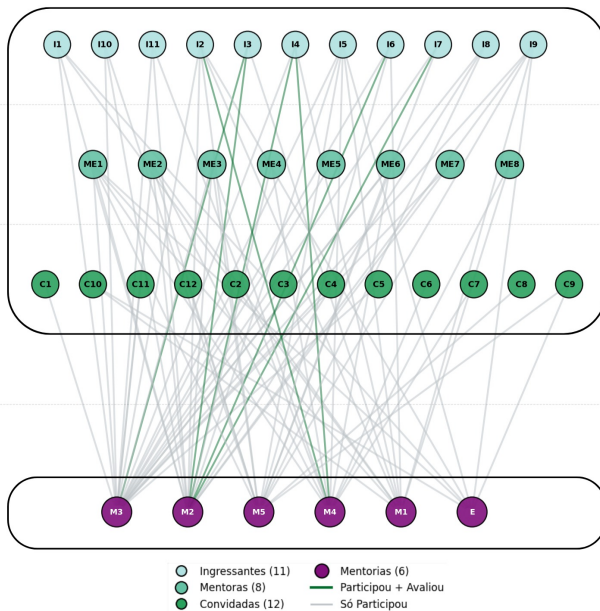 I1 I10 I11 I2 I3 I4 I5 I6 I7 I8 I9
ME1 ME2 ME3 ME4 ME5 ME6 ME7 ME8
C1 C10 C11 C12 C2 C3 C4 C5 C6 C7 C8 C9
M3 M2 M5 M4 M1 E
Ingressantes (11) Mentorias (6)
Mentoras (8) Participou + Avaliou
Convidadas (12) Só Participou